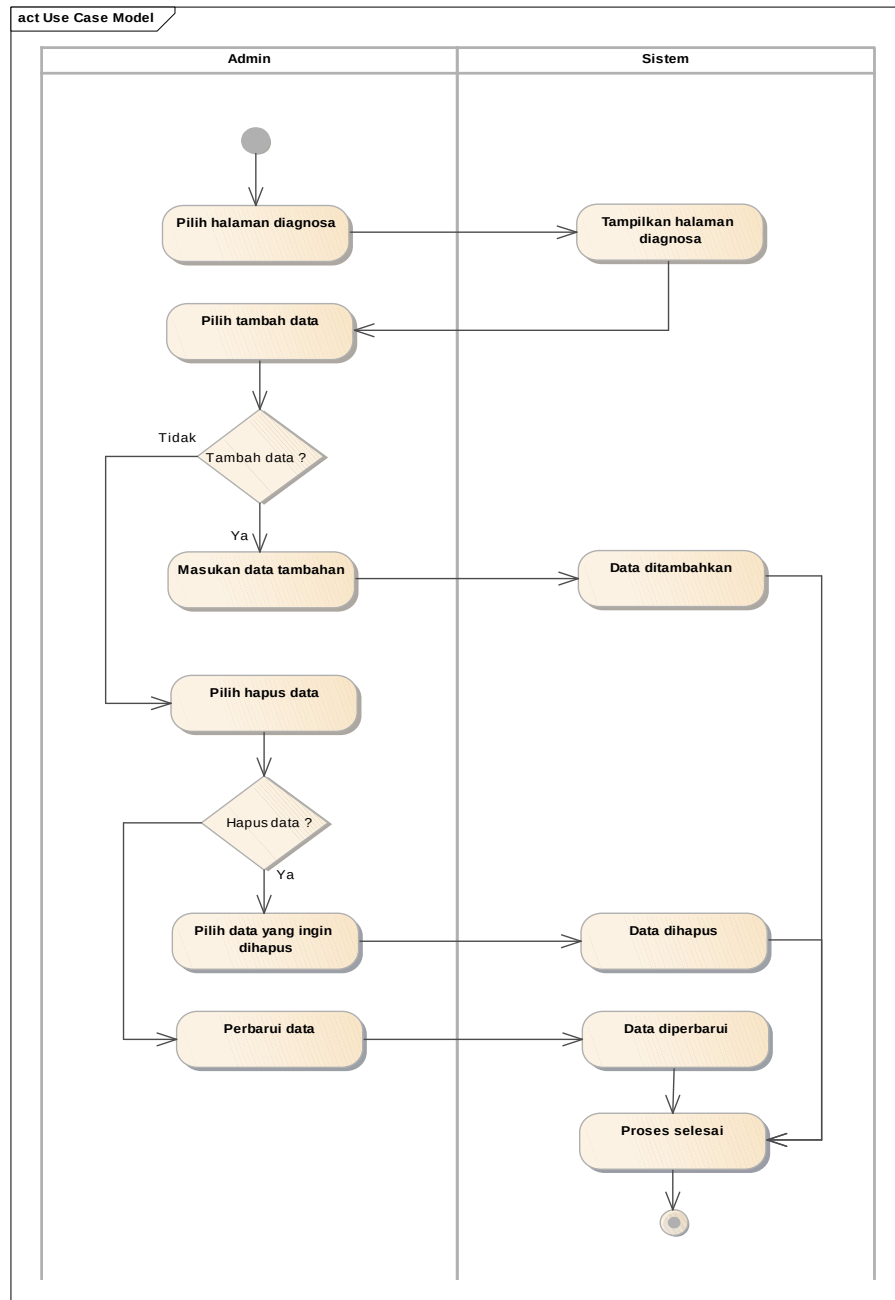 act Use Case Model
Admin
Sistem
Pilih halaman diagnosa
Tampilkan halaman
diagnosa
Pilih tambah data
Tidak
Tambah data ?
Ya
Masukan data tambahan
Data ditambahkan
Pilih hapus data
Hapus data ?
Ya
Pilih data yang ingin
dihapus
Data dihapus
Perbarui data
Data diperbarui
Proses selesai